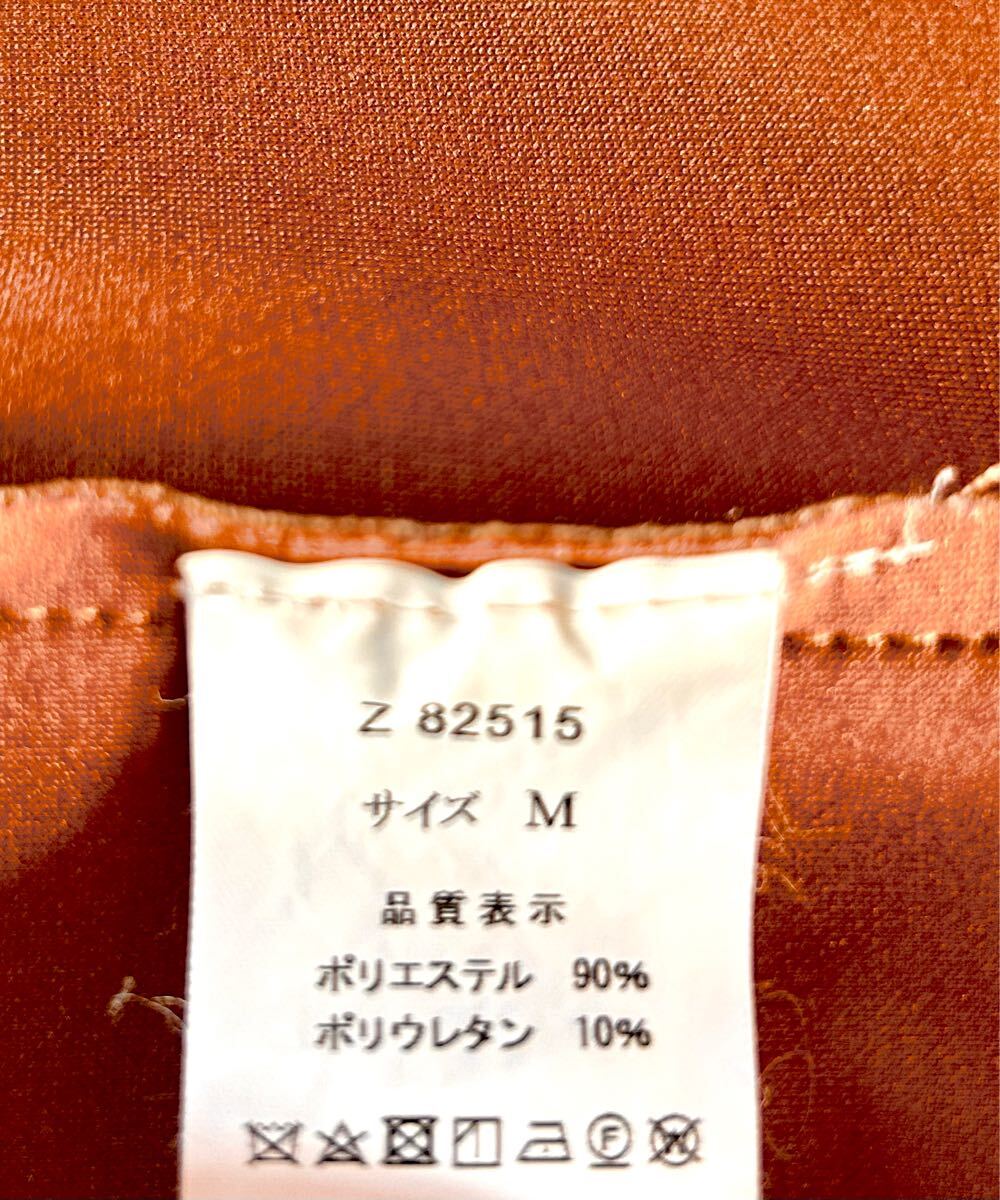 Z 82515
サイズ M
品質表示
ポリエステル 90%
ポリウレタン 10%
F
W